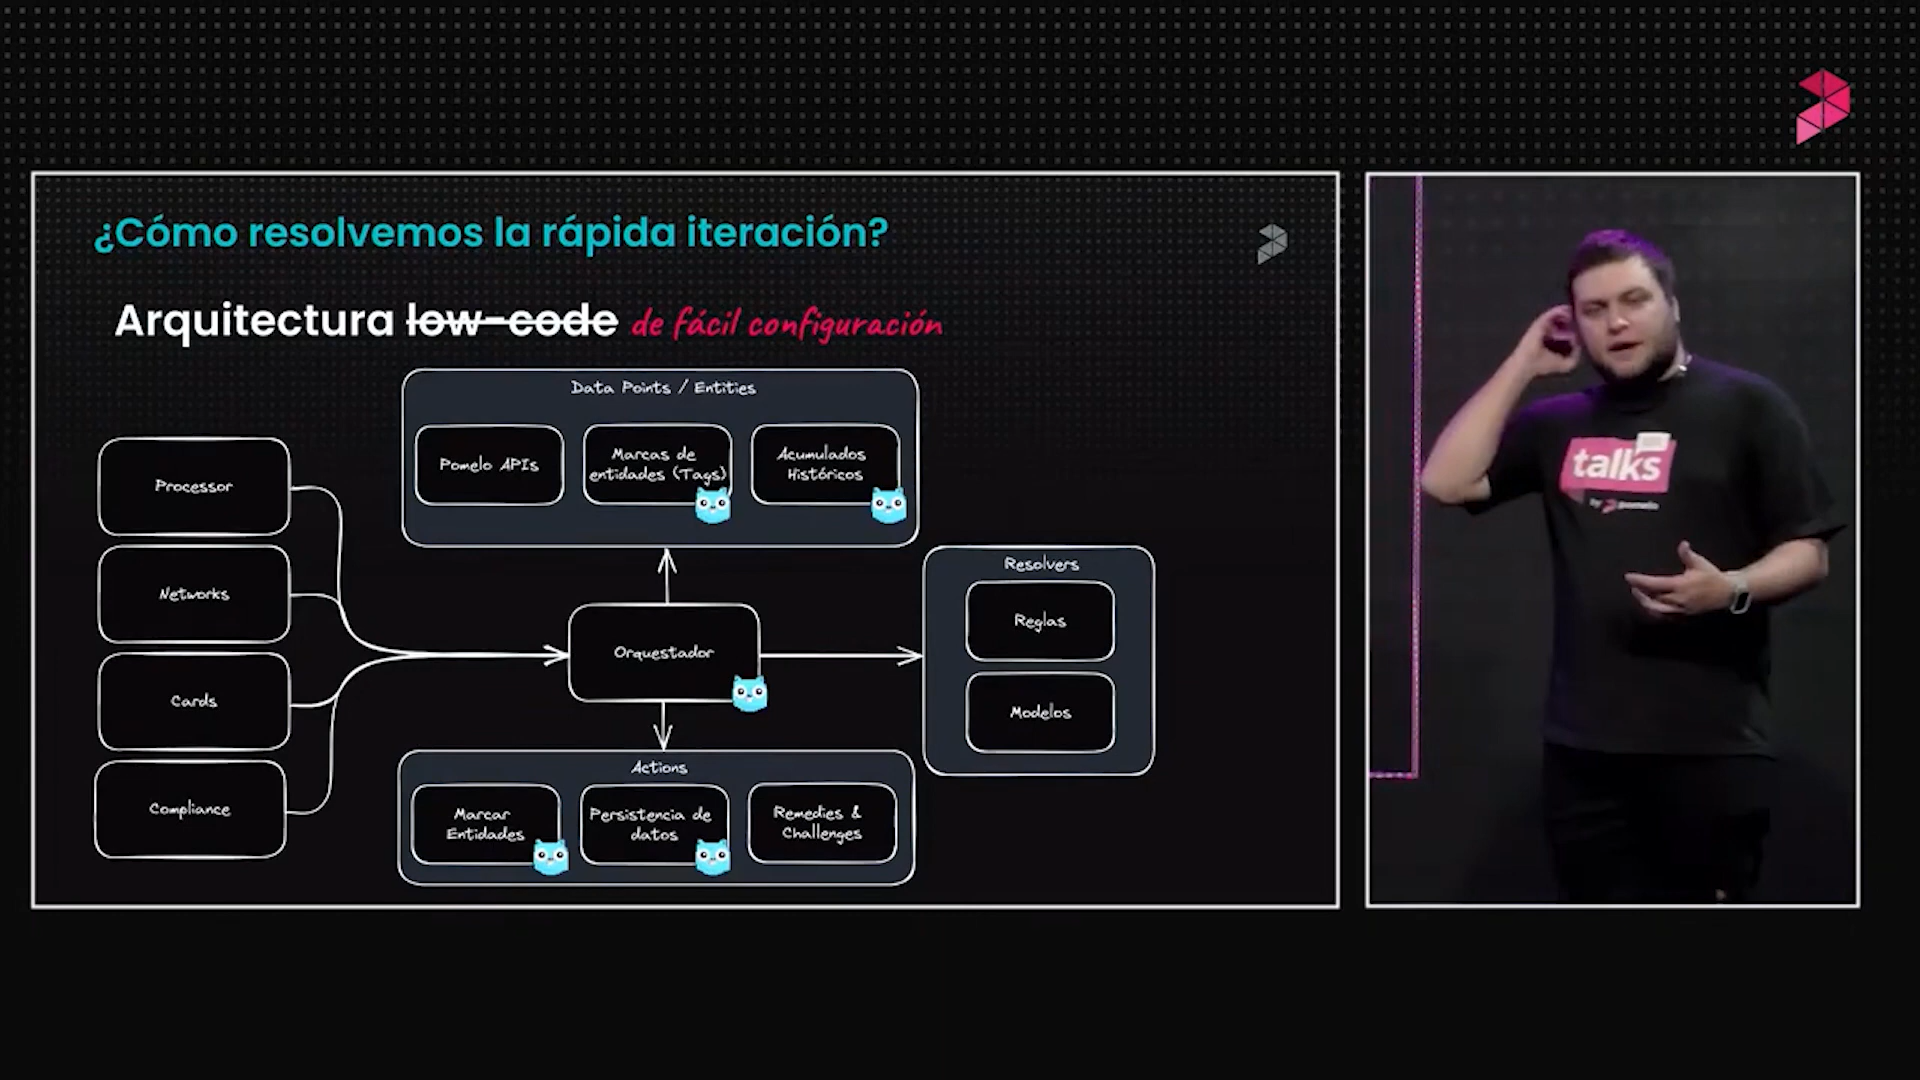 ¿Cómo resolvemos la rápida iteración?
Arquitectura low-code de fácil configuración
Data Points / Entities
Pomelo APIs
Marcas de
entidades (Tags)
Acumulados
Históricos
Processor
Networks
Cards
Compliance
Orquestador
Resolvers
Reglas
Modelos
Actions
Marcar
Entidades
Persistencia de
datos
Remedies &
Challenges
talks
by pomelo